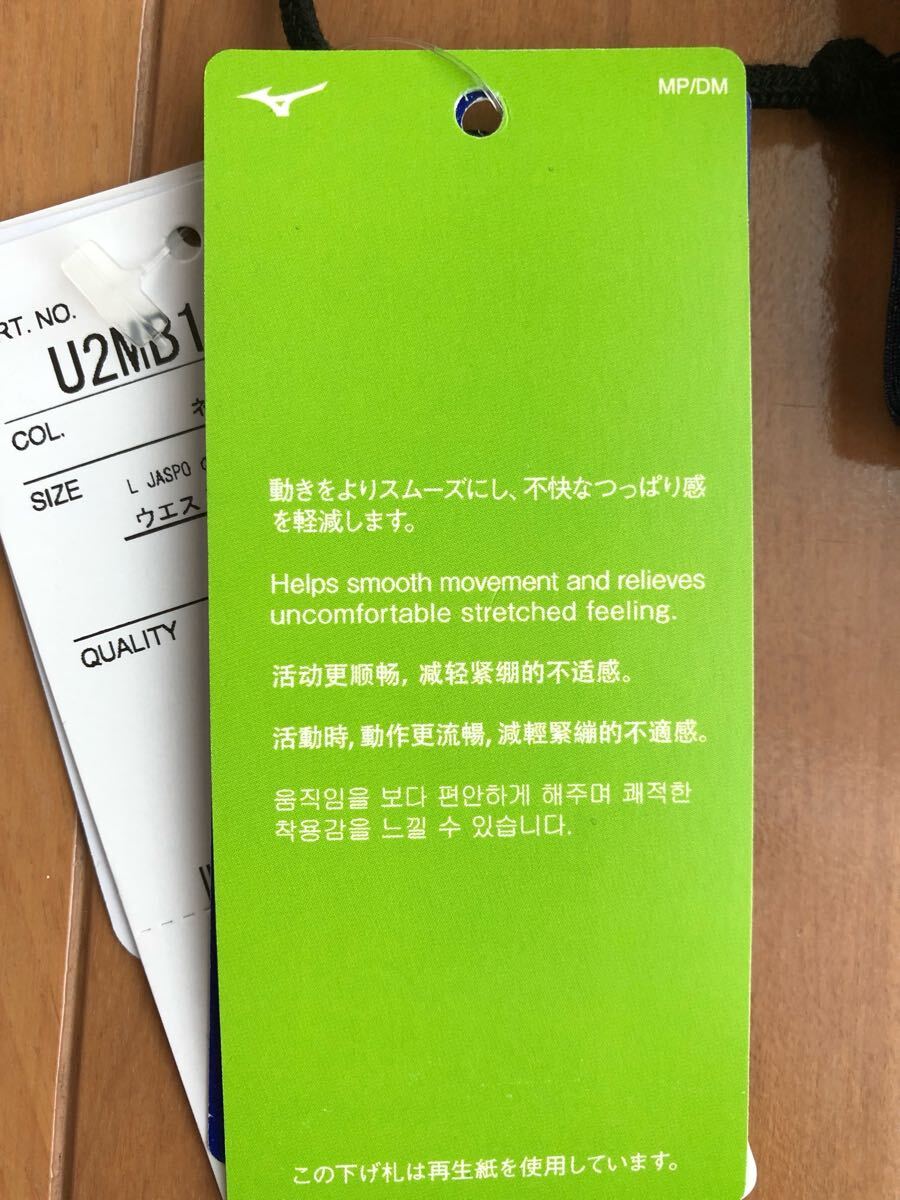 MP/DM
RT. NO.
U2MB1
COL.
ネ
SIZE
L JASPO
ウエス
QUALITY
動きをよりスムーズにし、不快なつっぱり感
を軽減します。
Helps smooth movement and relieves
uncomfortable stretched feeling.
活动更顺畅, 减轻紧绷的不适感。
活動時, 動作更流暢, 減輕緊繃的不適感。
움직임을 보다 편안하게 해주며 쾌적한
착용감을 느낄 수 있습니다.
この下げ札は再生紙を使用しています。